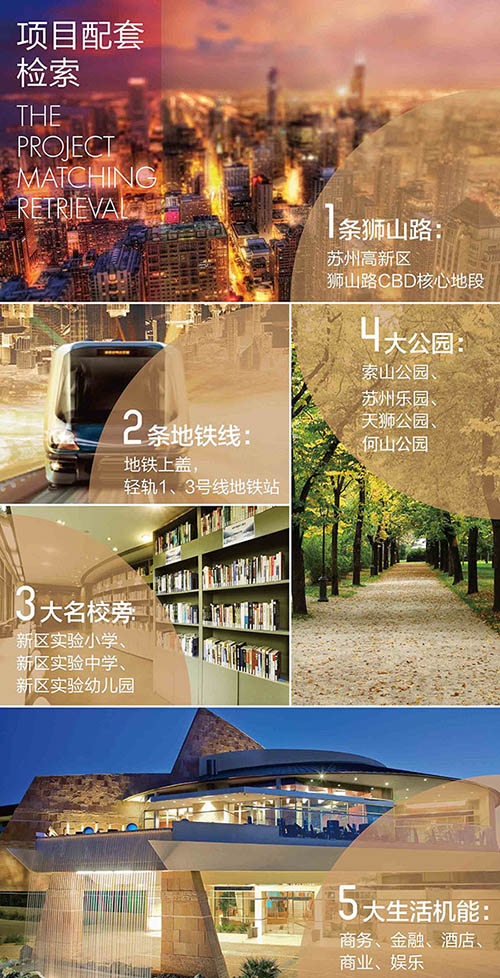 项目配套
检索
THE
PROJECT
MATCHING
RETRIEVAL
1条狮山路：
苏州高新区
狮山路CBD核心地段
2条地铁线：
地铁上盖，
轻轨1、3号线地铁站
4大公园：
索山公园、
苏州乐园、
天狮公园、
何山公园
3大名校旁：
新区实验小学、
新区实验中学、
新区实验幼儿园
5大生活机能：
商务、金融、酒店、
商业、娱乐